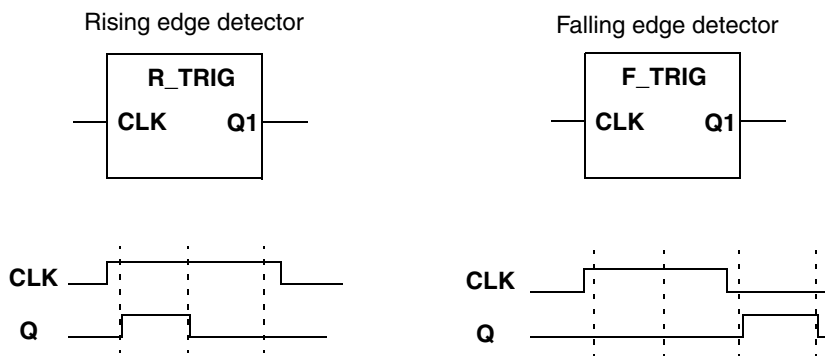 Rising edge detector
R_TRIG
CLK Q1
CLK
Q
Falling edge detector
F_TRIG
CLK Q1
CLK
Q